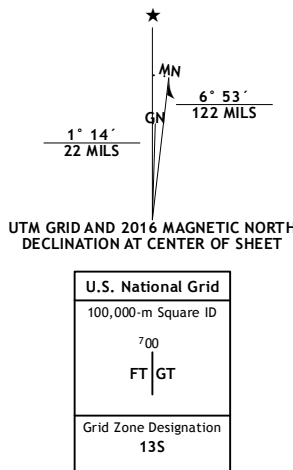 ★
MN
GN
6° 53´
122 MILS
1° 14´
22 MILS
UTM GRID AND 2016 MAGNETIC NORTH
DECLINATION AT CENTER OF SHEET
U.S. National Grid
100,000-m Square ID
⁷00
FT GT
Grid Zone Designation
13S